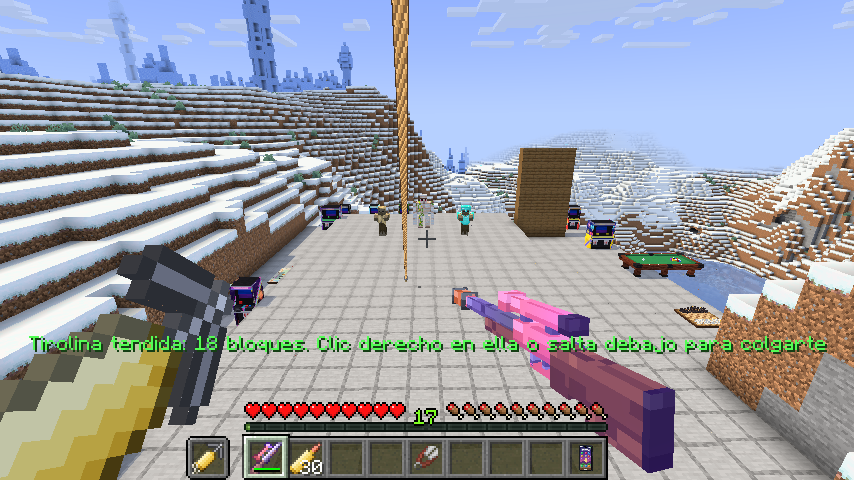 Tirolina tendida: 18 bloques. Clic derecho en ella o salta debajo para colgarte
17
30